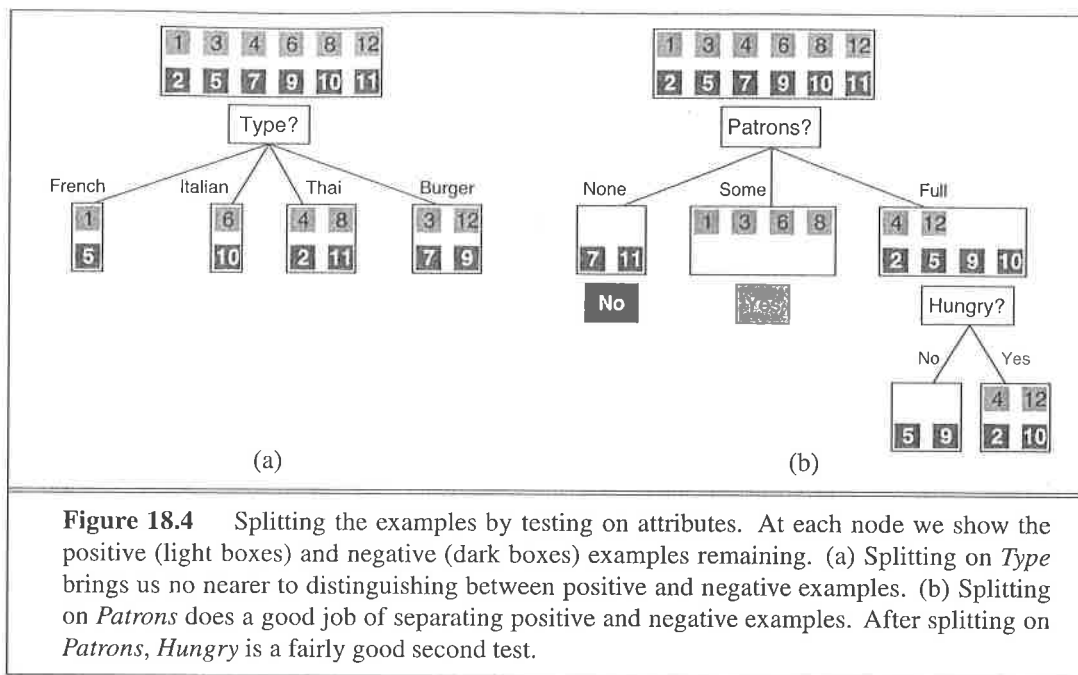 1 3 4 6 8 12
2 5 7 9 10 11
Type?
French Italian Thai Burger
1 6 4 8 3 12
5 10 2 11 7 9
(a)
1 3 4 6 8 12
2 5 7 9 10 11
Patrons?
None Some Full
1 3 6 8 4 12
7 11 2 5 9 10
No Yes Hungry?
No Yes
4 12
5 9 2 10
(b)
Figure 18.4 Splitting the examples by testing on attributes. At each node we show the
positive (light boxes) and negative (dark boxes) examples remaining. (a) Splitting on Type
brings us no nearer to distinguishing between positive and negative examples. (b) Splitting
on Patrons does a good job of separating positive and negative examples. After splitting on
Patrons, Hungry is a fairly good second test.